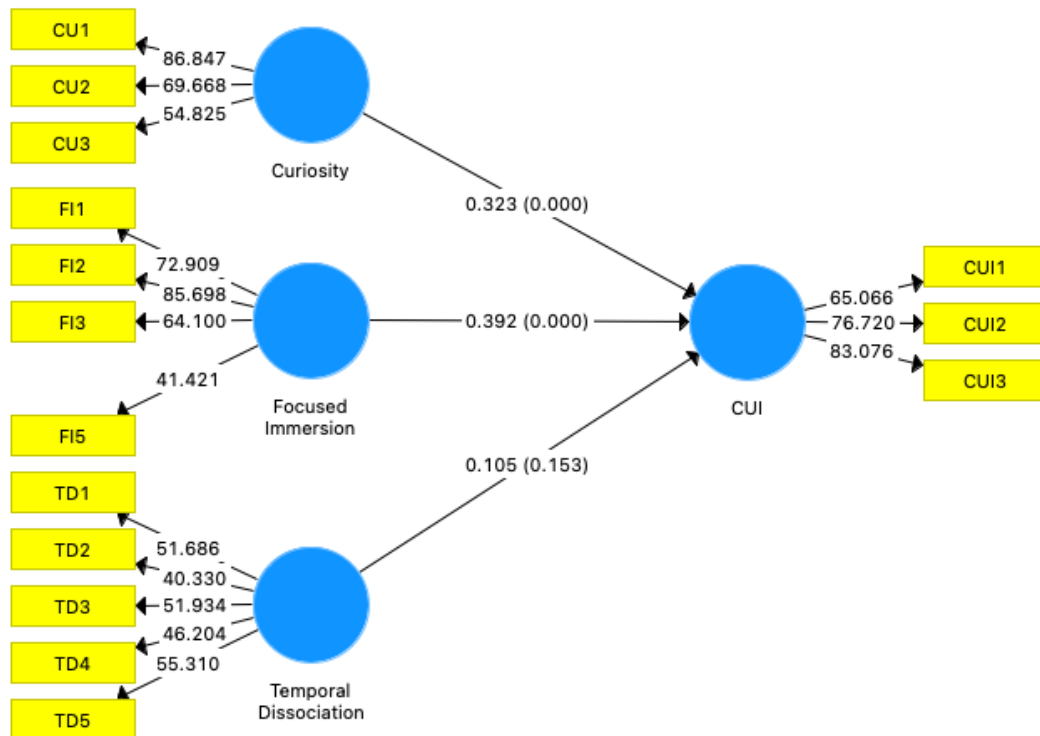 CU1
86.847
CU2
69.668
54.825
CU3
Curiosity
0.323 (0.000)
FI1
72.909
FI2
85.698
FI3
64.100
41.421
FI5
Focused
Immersion
0.392 (0.000)
CUI1
65.066
CUI2
76.720
83.076
CUI3
CUI
0.105 (0.153)
TD1
51.686
TD2
40.330
TD3
51.934
46.204
TD4
55.310
TD5
Temporal
Dissociation